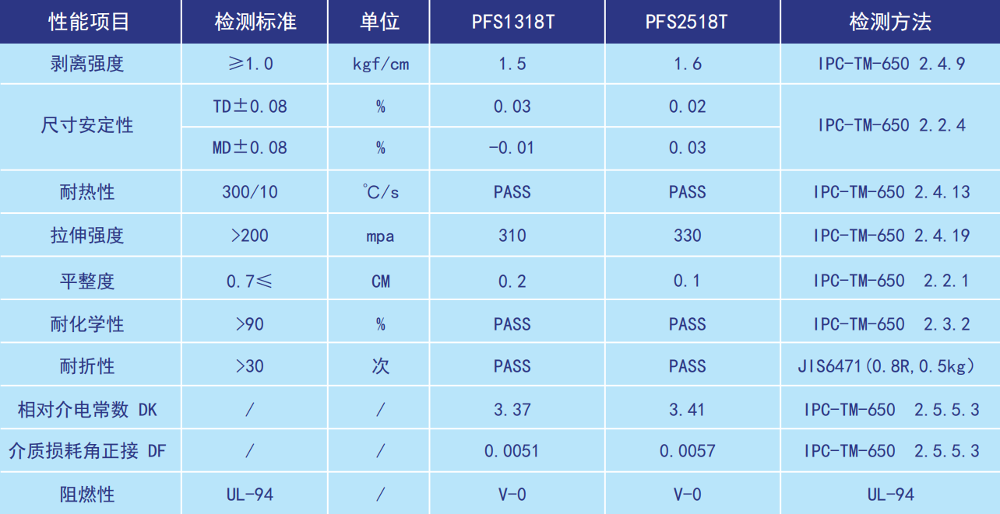 性能项目 检测标准 单位 PFS1318T PFS2518T 检测方法
剥离强度 ≥1.0 kgf/cm 1.5 1.6 IPC-TM-650 2.4.9
尺寸安定性 TD±0.08 % 0.03 0.02 IPC-TM-650 2.2.4
MD±0.08 % -0.01 0.03
耐热性 300/10 ℃/s PASS PASS IPC-TM-650 2.4.13
拉伸强度 >200 mpa 310 330 IPC-TM-650 2.4.19
平整度 0.7≤ CM 0.2 0.1 IPC-TM-650 2.2.1
耐化学性 >90 % PASS PASS IPC-TM-650 2.3.2
耐折性 >30 次 PASS PASS JIS6471(0.8R,0.5kg)
相对介电常数 DK / / 3.37 3.41 IPC-TM-650 2.5.5.3
介质损耗角正接 DF / / 0.0051 0.0057 IPC-TM-650 2.5.5.3
阻燃性 UL-94 / V-0 V-0 UL-94